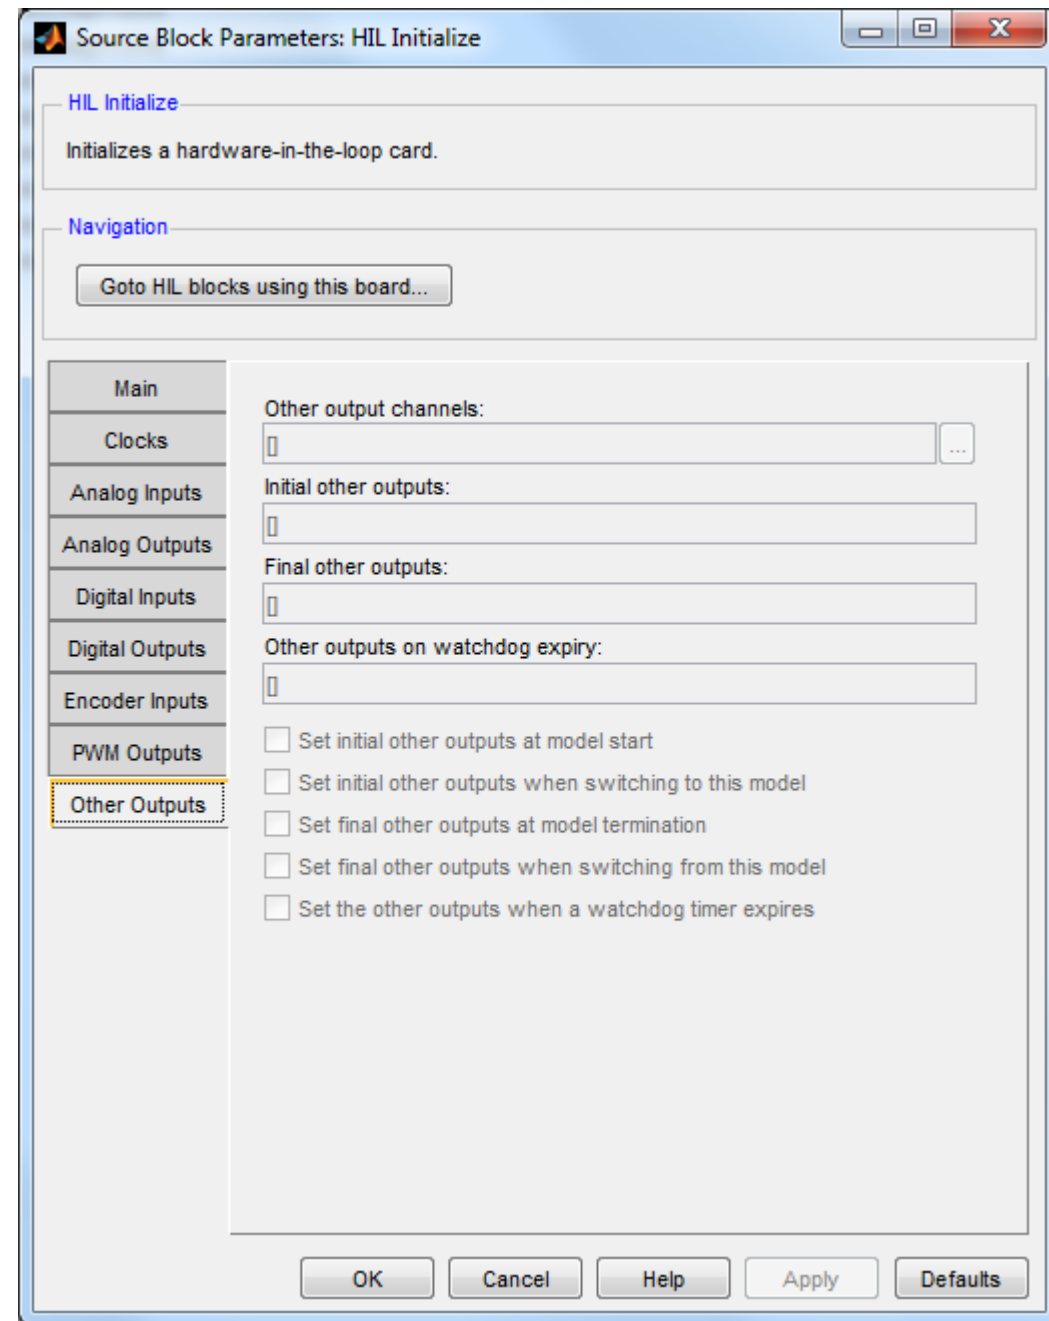 Source Block Parameters: HIL Initialize
HIL Initialize
Initializes a hardware-in-the-loop card.
Navigation
Goto HIL blocks using this board...
Main
Clocks
Analog Inputs
Analog Outputs
Digital Inputs
Digital Outputs
Encoder Inputs
PWM Outputs
Other Outputs
Other output channels:
[]
...
Initial other outputs:
[]
Final other outputs:
[]
Other outputs on watchdog expiry:
[]
Set initial other outputs at model start
Set initial other outputs when switching to this model
Set final other outputs at model termination
Set final other outputs when switching from this model
Set the other outputs when a watchdog timer expires
OK
Cancel
Help
Apply
Defaults